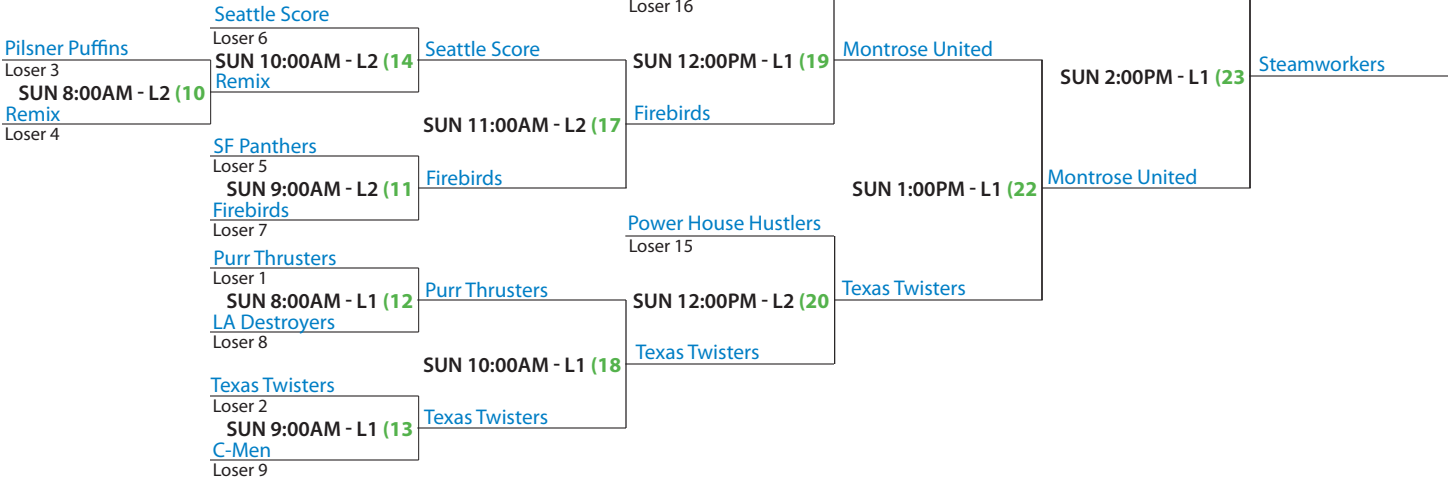 Loser 16
Seattle Score
Loser 6
SUN 10:00AM - L2 (14
Remix
Pilsner Puffins
Loser 3
SUN 8:00AM - L2 (10
Remix
Loser 4
Seattle Score
SUN 11:00AM - L2 (17
SF Panthers
Loser 5
SUN 9:00AM - L2 (11
Firebirds
Loser 7
Firebirds
SUN 12:00PM - L1 (19
Firebirds
Montrose United
SUN 2:00PM - L1 (23
Steamworkers
SUN 1:00PM - L1 (22
Montrose United
Power House Hustlers
Loser 15
SUN 12:00PM - L2 (20
Texas Twisters
Texas Twisters
Purr Thrusters
Loser 1
SUN 8:00AM - L1 (12
LA Destroyers
Loser 8
Purr Thrusters
SUN 10:00AM - L1 (18
Texas Twisters
Loser 2
SUN 9:00AM - L1 (13
C-Men
Loser 9
Texas Twisters